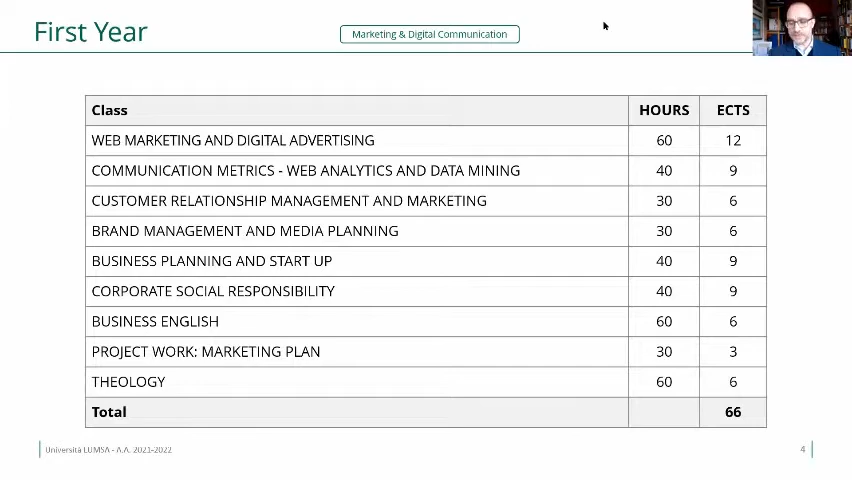 First Year
Marketing & Digital Communication
Class HOURS ECTS
WEB MARKETING AND DIGITAL ADVERTISING 60 12
COMMUNICATION METRICS - WEB ANALYTICS AND DATA MINING 40 9
CUSTOMER RELATIONSHIP MANAGEMENT AND MARKETING 30 6
BRAND MANAGEMENT AND MEDIA PLANNING 30 6
BUSINESS PLANNING AND START UP 40 9
CORPORATE SOCIAL RESPONSIBILITY 40 9
BUSINESS ENGLISH 60 6
PROJECT WORK: MARKETING PLAN 30 3
THEOLOGY 60 6
Total 66
Università LUMSA - A.A. 2021-2022 4